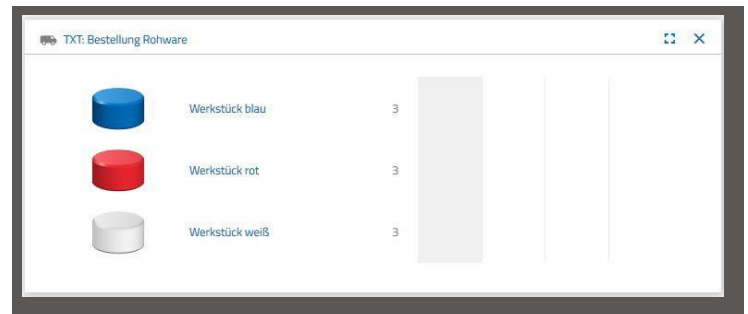 TXT: Bestellung Rohware
Werkstück blau 3
Werkstück rot 3
Werkstück weiß 3